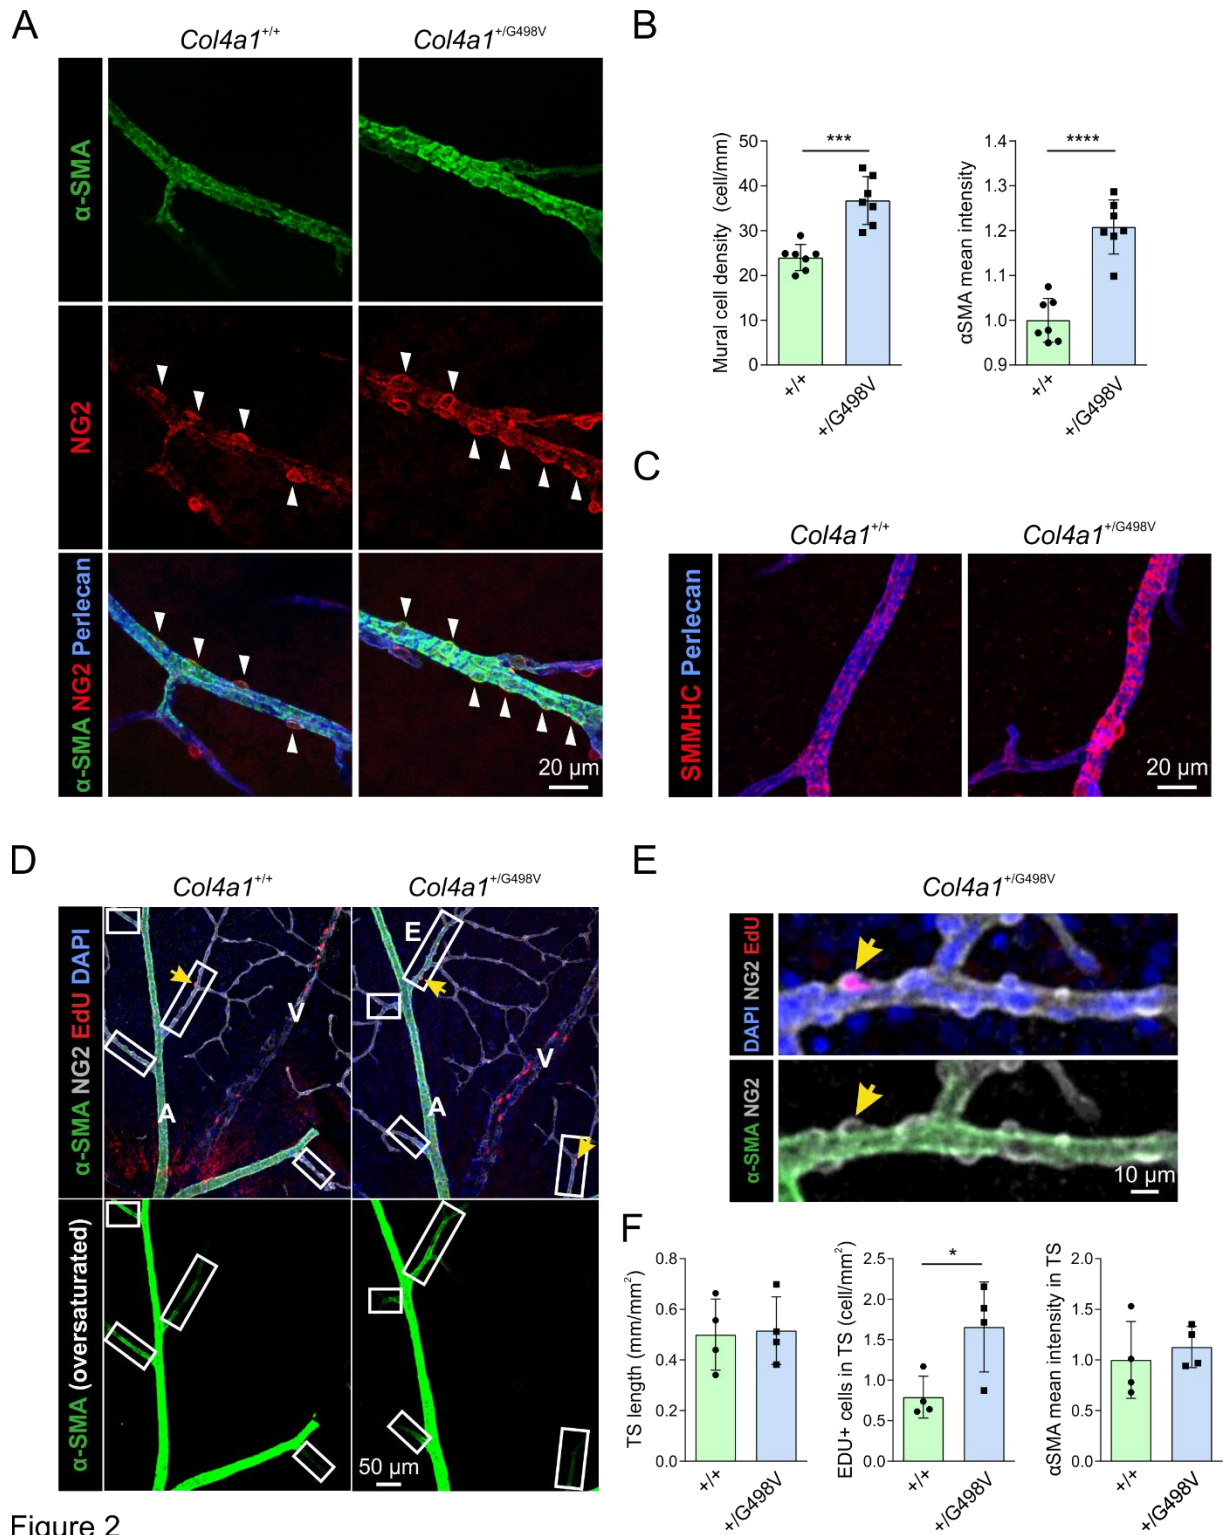 A
Col4a1+/+
Col4a1+/G498V
α-SMA
NG2
α-SMA NG2 Perlecan
20 µm
B
Mural cell density (cell/mm)
50
40
30
20
10
0
***
+/+
+/G498V
αSMA mean intensity
1.4
1.3
1.2
1.1
1.0
0.9
****
+/+
+/G498V
C
Col4a1+/+
Col4a1+/G498V
SMMHC Perlecan
20 µm
D
Col4a1+/+
Col4a1+/G498V
α-SMA NG2 EdU DAPI
E
V
V
A
A
α-SMA (oversaturated)
50 µm
E
Col4a1+/G498V
DAPI NG2 EdU
α-SMA NG2
10 µm
F
TS length (mm/mm²)
0.8
0.6
0.4
0.2
0.0
+/+
+/G498V
EDU+ cells in TS (cell/mm²)
2.5
2.0
1.5
1.0
0.5
0.0
*
+/+
+/G498V
αSMA mean intensity in TS
2.0
1.5
1.0
0.5
0.0
+/+
+/G498V
Figure 2